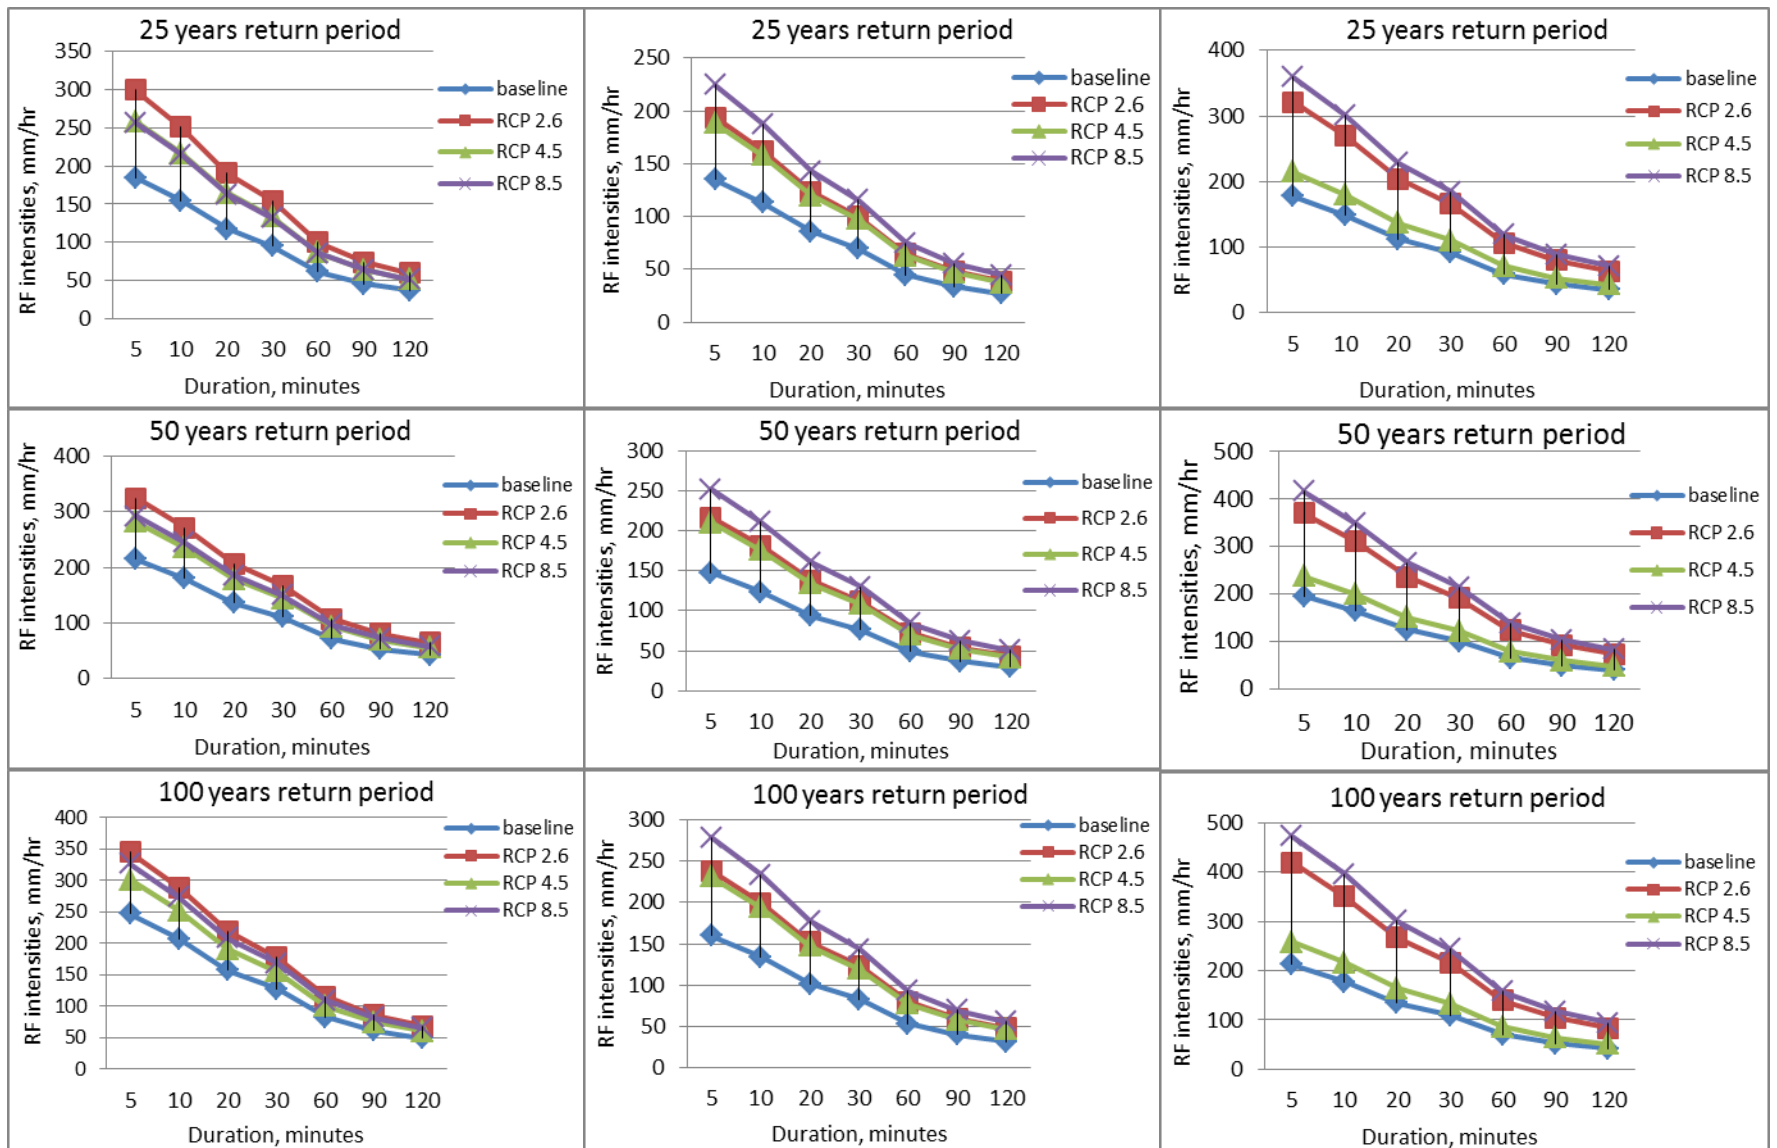 25 years return period
RF intensities, mm/hr
350
300
250
200
150
100
50
0
5 10 20 30 60 90 120
Duration, minutes
baseline
RCP 2.6
RCP 4.5
RCP 8.5
25 years return period
RF intensities, mm/hr
250
200
150
100
50
0
5 10 20 30 60 90 120
Duration, minutes
baseline
RCP 2.6
RCP 4.5
RCP 8.5
25 years return period
RF intensities, mm/hr
400
300
200
100
0
5 10 20 30 60 90 120
Duration, minutes
baseline
RCP 2.6
RCP 4.5
RCP 8.5
50 years return period
RF intensities, mm/hr
400
300
200
100
0
5 10 20 30 60 90 120
Duration, minutes
baseline
RCP 2.6
RCP 4.5
RCP 8.5
50 years return period
RF intensities, mm/hr
300
250
200
150
100
50
0
5 10 20 30 60 90 120
Duration, minutes
baseline
RCP 2.6
RCP 4.5
RCP 8.5
50 years return period
RF intensities, mm/hr
500
400
300
200
100
0
5 10 20 30 60 90 120
Duration, minutes
baseline
RCP 2.6
RCP 4.5
RCP 8.5
100 years return period
RF intensities, mm/hr
400
350
300
250
200
150
100
50
0
5 10 20 30 60 90 120
Duration, minutes
baseline
RCP 2.6
RCP 4.5
RCP 8.5
100 years return period
RF intensities, mm/hr
300
250
200
150
100
50
0
5 10 20 30 60 90 120
Duration, minutes
baseline
RCP 2.6
RCP 4.5
RCP 8.5
100 years return period
RF intensities, mm/hr
500
400
300
200
100
0
5 10 20 30 60 90 120
Duration, minutes
baseline
RCP 2.6
RCP 4.5
RCP 8.5